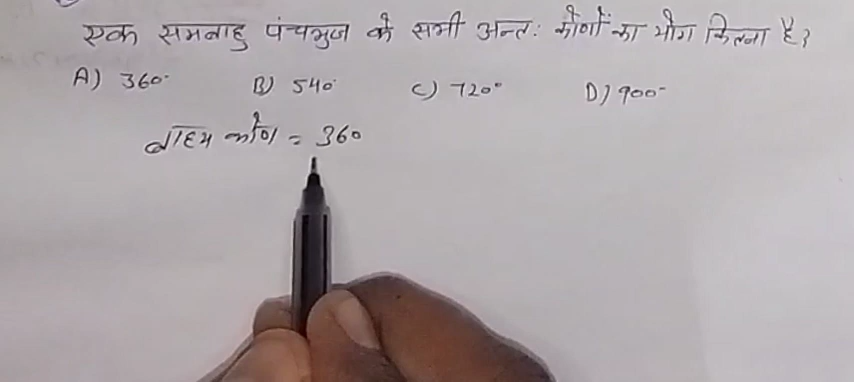 एक समबाहु पंचभुज के सभी अन्त: कोणों का योग कितना है?
A) 360° B) 540° C) 720° D) 900°
बाह्य कोण = 360